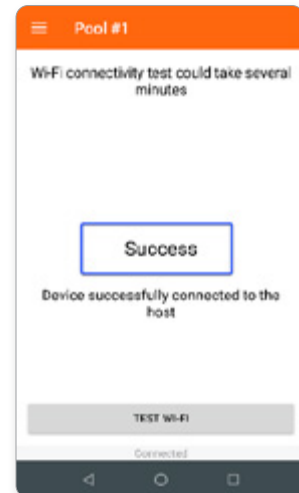 Pool #1
Wi-Fi connectivity test could take several
minutes
Success
Device successfully connected to the
host
TEST WI-FI
Connected